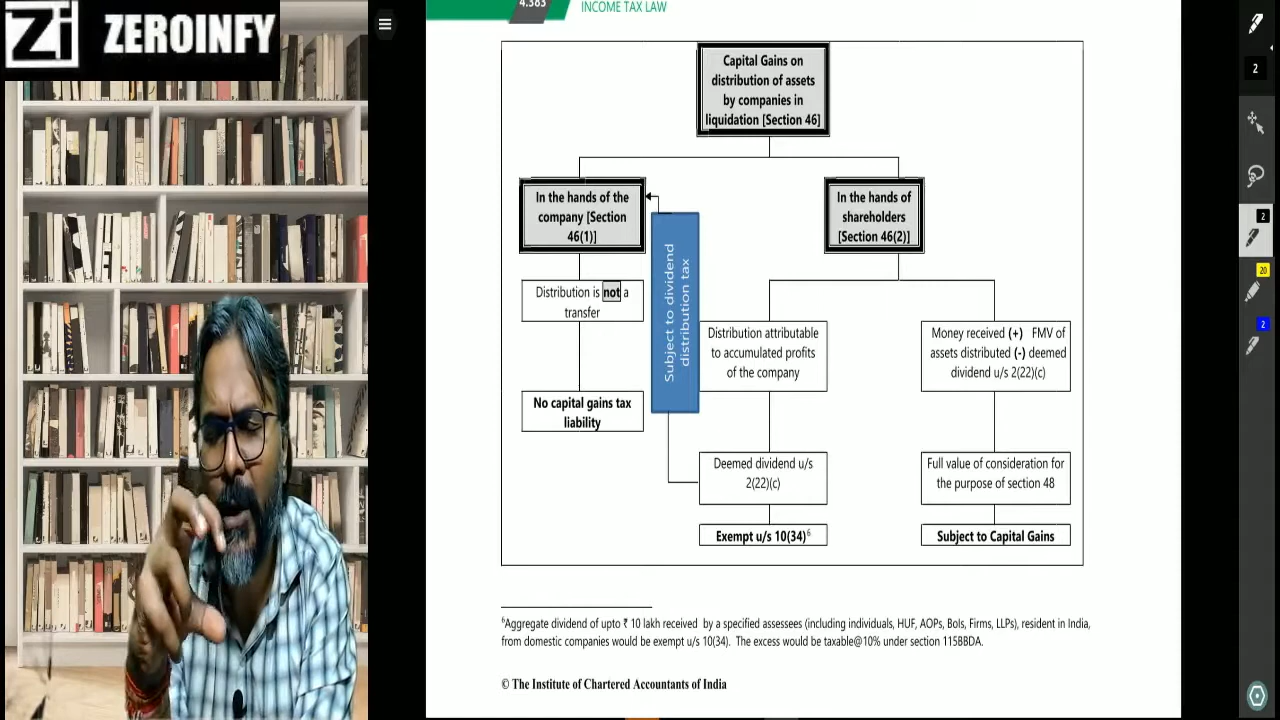 Zi ZEROINFY
4.383
INCOME TAX LAW
Capital Gains on
distribution of assets
by companies in
liquidation [Section 46]
In the hands of the
company [Section
46(1)]
In the hands of
shareholders
[Section 46(2)]
Subject to dividend
distribution tax
Distribution is not a
transfer
Distribution attributable
to accumulated profits
of the company
Money received (+) FMV of
assets distributed (-) deemed
dividend u/s 2(22)(c)
No capital gains tax
liability
Deemed dividend u/s
2(22)(c)
Full value of consideration for
the purpose of section 48
Exempt u/s 10(34)6
Subject to Capital Gains
6Aggregate dividend of upto ₹ 10 lakh received by a specified assessees (including individuals, HUF, AOPs, BoIs, Firms, LLPs), resident in India,
from domestic companies would be exempt u/s 10(34). The excess would be taxable@10% under section 115BBDA.
© The Institute of Chartered Accountants of India
2
2
20
2